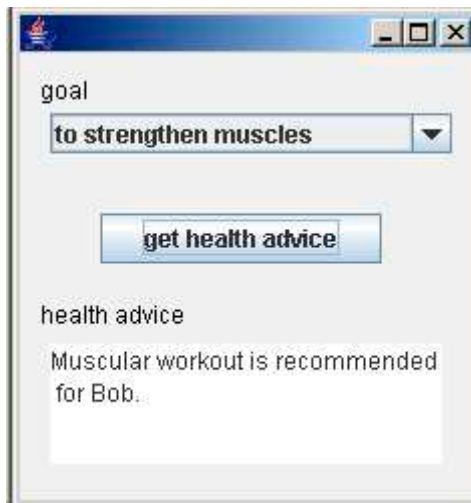 goal
to strengthen muscles
get health advice
health advice
Muscular workout is recommended
for Bob.